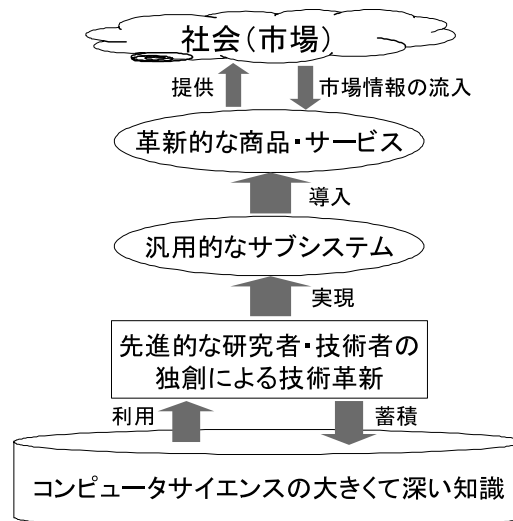 社会（市場）
提供
市場情報の流入
革新的な商品・サービス
導入
汎用的なサブシステム
実現
先進的な研究者・技術者の
独創による技術革新
利用
蓄積
コンピュータサイエンスの大きくて深い知識